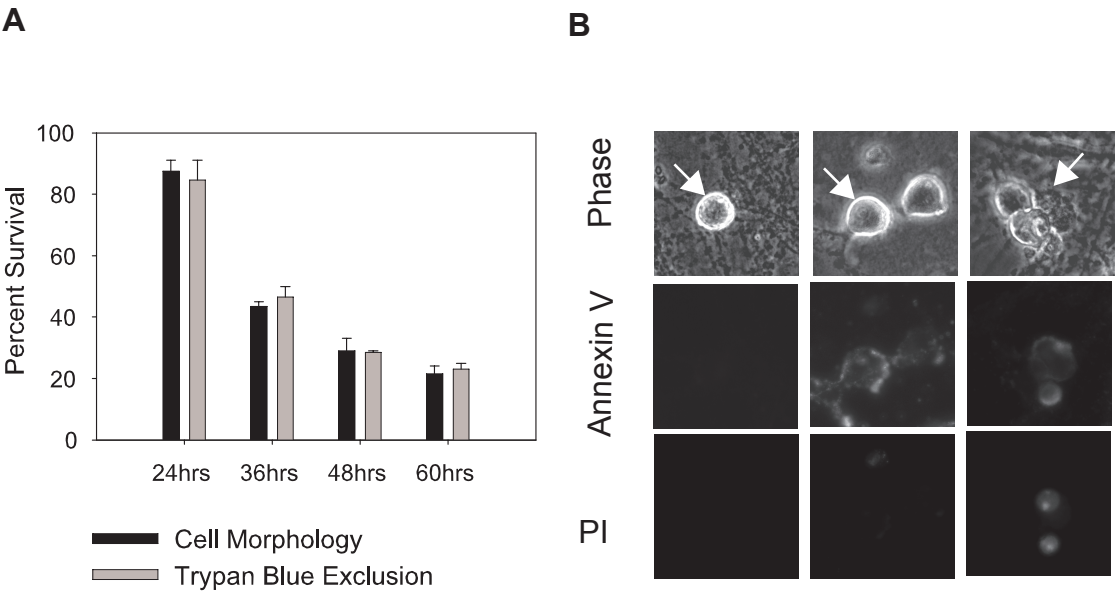 A
B
100
80
60
40
20
0
Percent Survival
24hrs 36hrs 48hrs 60hrs
Cell Morphology
Trypan Blue Exclusion
Phase
Annexin V
PI